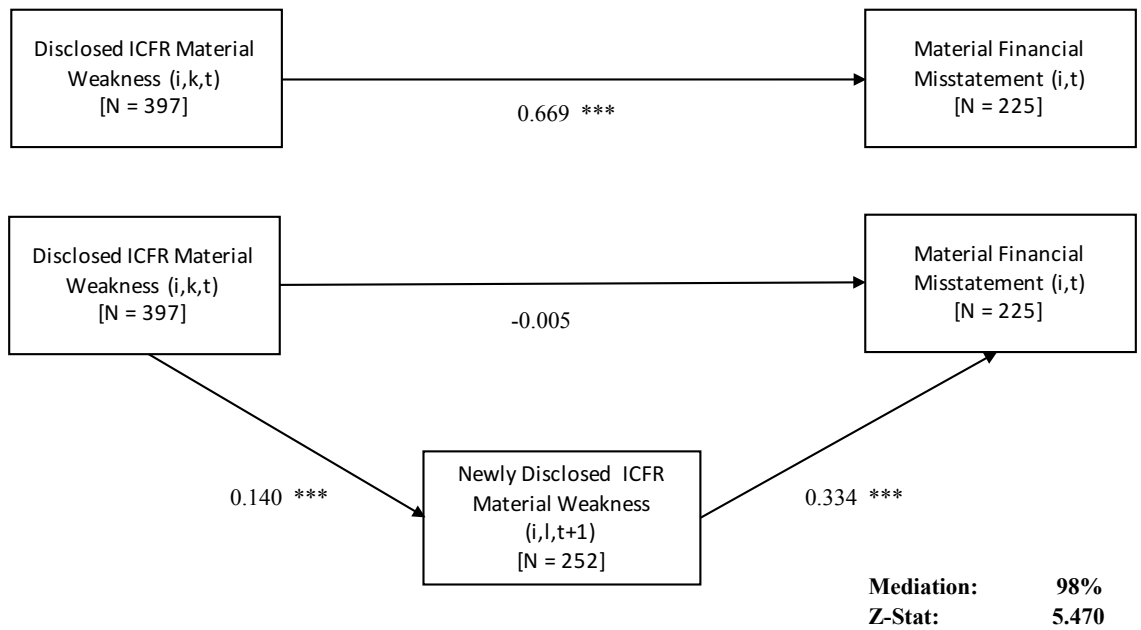 Disclosed ICFR Material
Weakness (i,k,t)
[N = 397]
0.669 ***
Material Financial
Misstatement (i,t)
[N = 225]
Disclosed ICFR Material
Weakness (i,k,t)
[N = 397]
-0.005
Material Financial
Misstatement (i,t)
[N = 225]
0.140 ***
Newly Disclosed ICFR
Material Weakness
(i,l,t+1)
[N = 252]
0.334 ***
Mediation: 98%
Z-Stat: 5.470